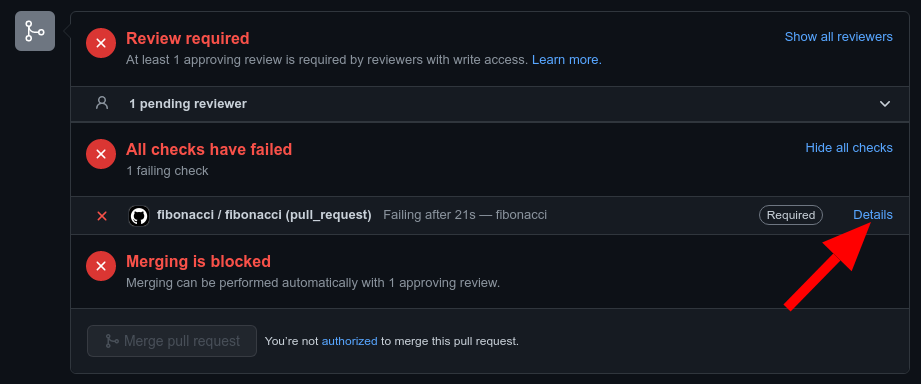 Review required
Show all reviewers
At least 1 approving review is required by reviewers with write access. Learn more.
1 pending reviewer
All checks have failed
Hide all checks
1 failing check
fibonacci / fibonacci (pull_request) Failing after 21s — fibonacci Required Details
Merging is blocked
Merging can be performed automatically with 1 approving review.
Merge pull request You're not authorized to merge this pull request.